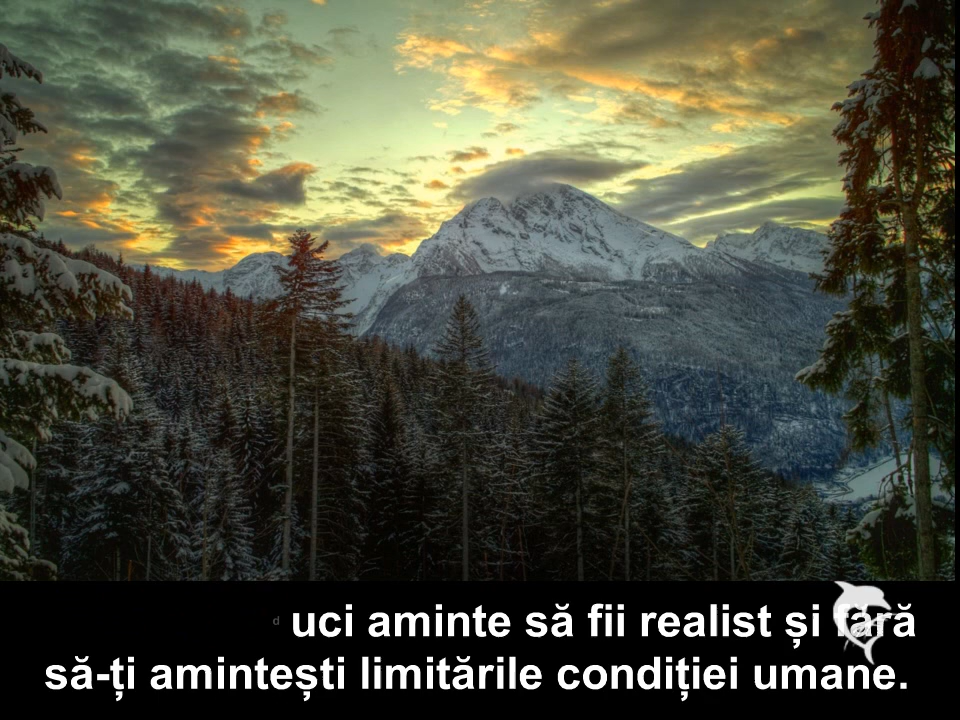 uci aminte să fii realist și fără
să-ți amintești limitările condiției umane.